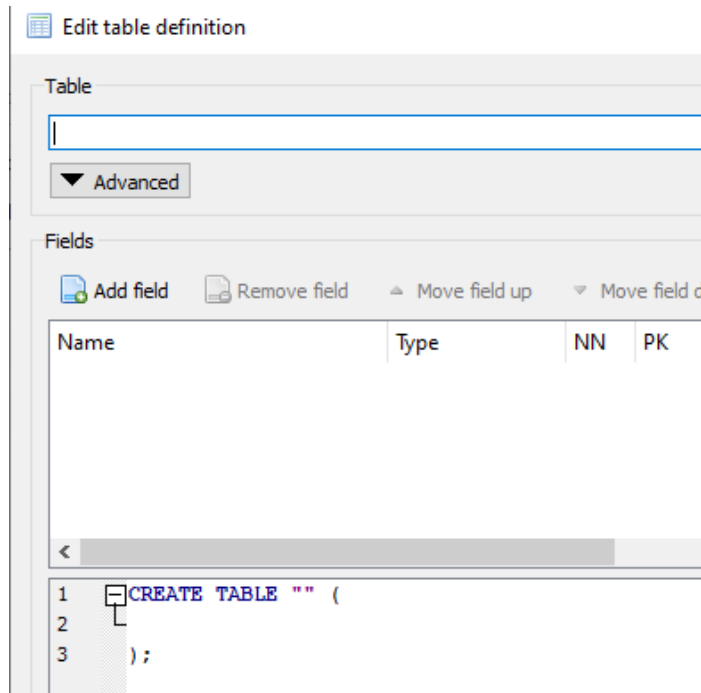 Edit table definition
Table
Advanced
Fields
Add field Remove field Move field up Move field
Name Type NN PK
1 CREATE TABLE "" (
2
3 );